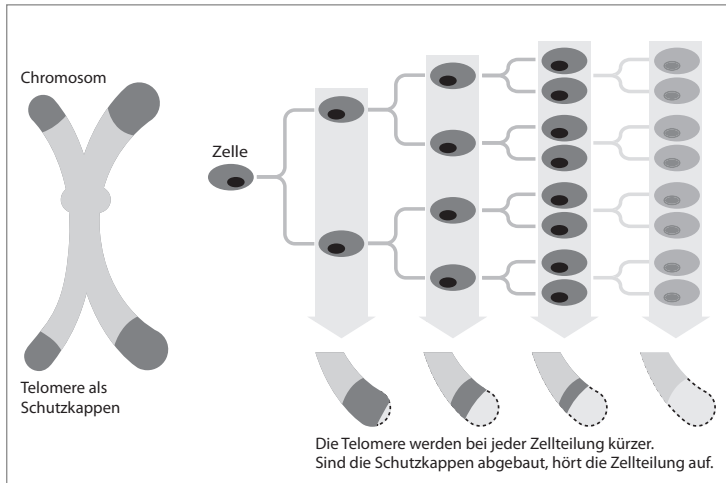 Chromosom
Zelle
Telomere als
Schutzkappen
Die Telomere werden bei jeder Zellteilung kürzer.
Sind die Schutzkappen abgebaut, hört die Zellteilung auf.